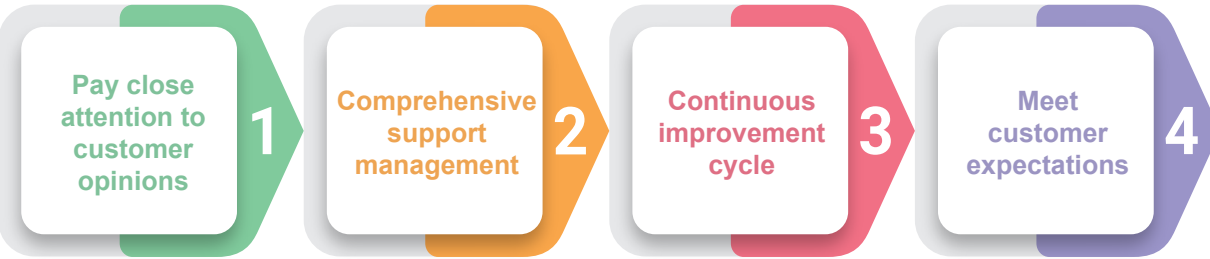 Pay close
attention to
customer
opinions
1
Comprehensive
support
management
2
Continuous
improvement
cycle
3
Meet
customer
expectations
4